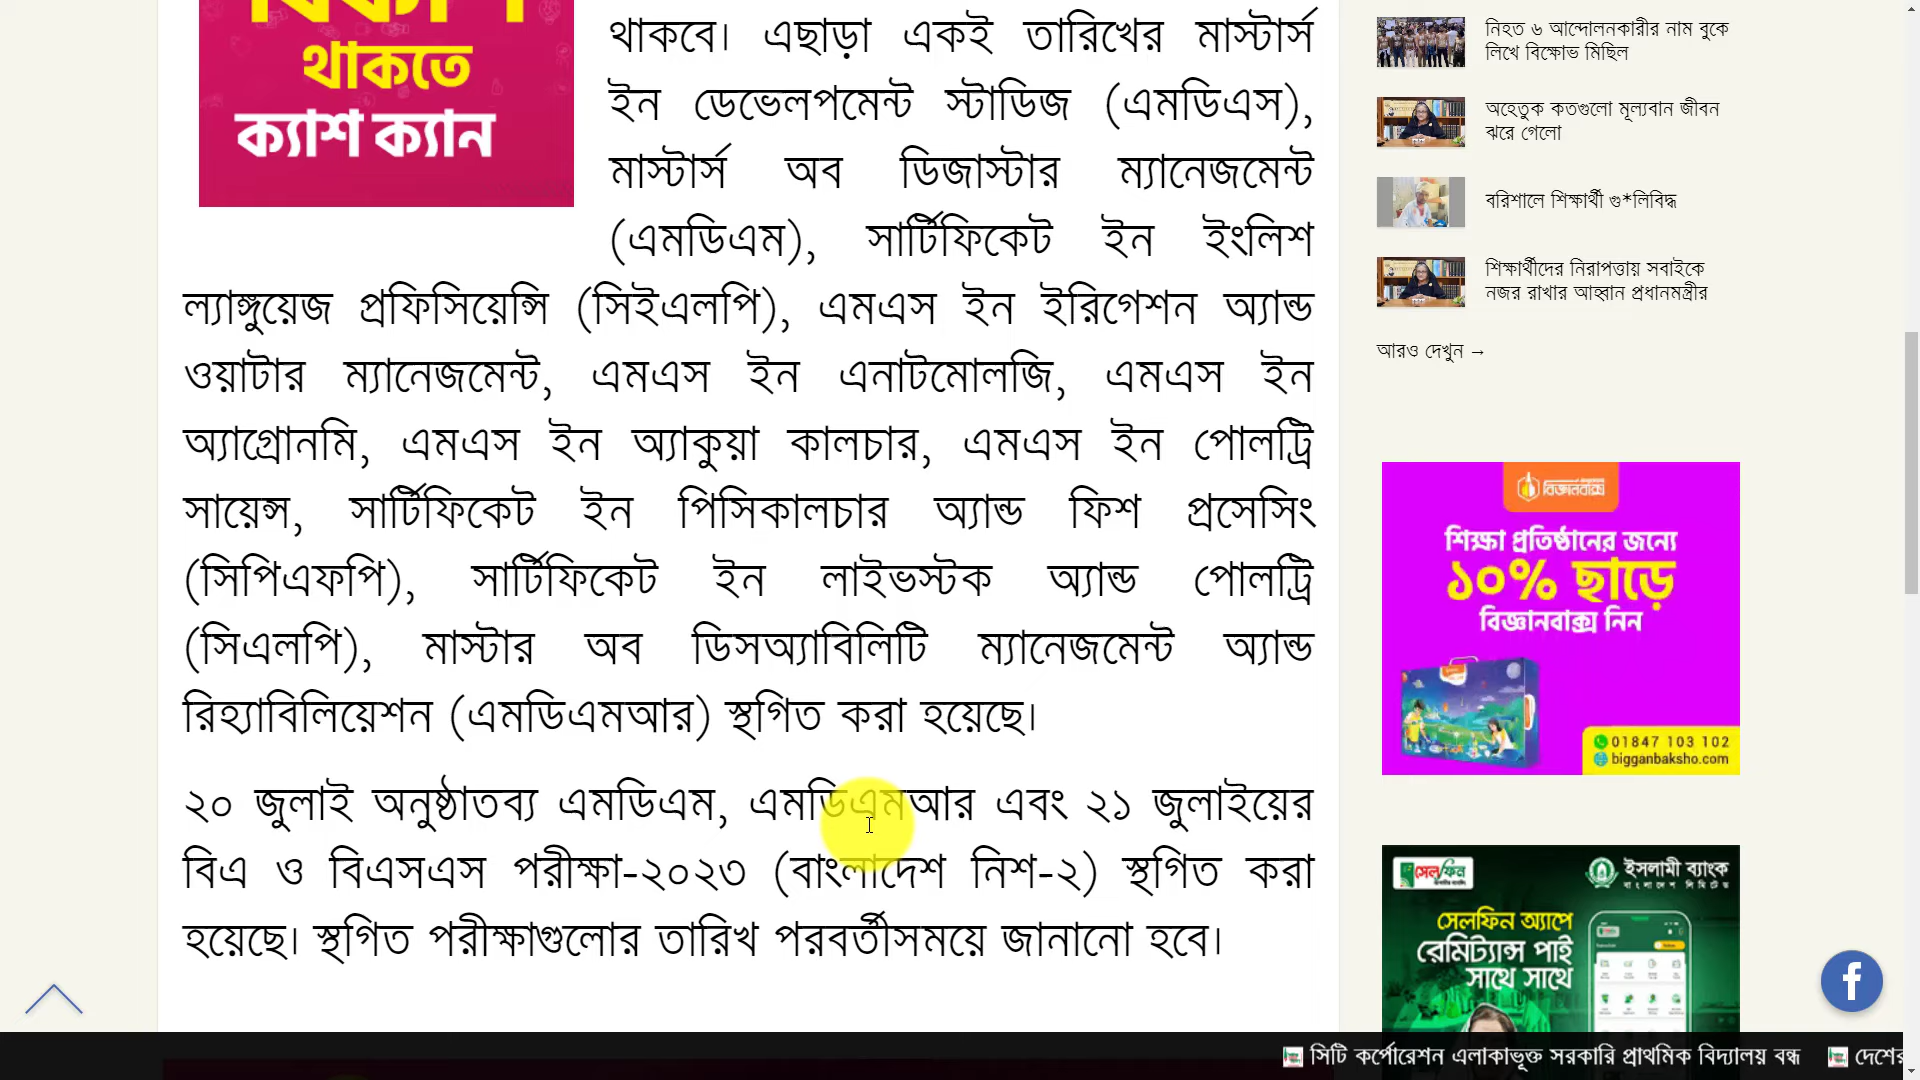 থাকতে
ক্যাশ ক্যান
থাকবে। এছাড়া একই তারিখের মাস্টার্স
ইন ডেভেলপমেন্ট স্টাডিজ (এমডিএস),
মাস্টার্স অব ডিজাস্টার ম্যানেজমেন্ট
(এমডিএম), সার্টিফিকেট ইন ইংলিশ
ল্যাঙ্গুয়েজ প্রফিসিয়েন্সি (সিইএলপি), এমএস ইন ইরিগেশন অ্যান্ড
ওয়াটার ম্যানেজমেন্ট, এমএস ইন এনাটমোলজি, এমএস ইন
অ্যাগ্রোনমি, এমএস ইন অ্যাকুয়া কালচার, এমএস ইন পোলট্রি
সায়েন্স, সার্টিফিকেট ইন পিসিকালচার অ্যান্ড ফিশ প্রসেসিং
(সিপিএফপি), সার্টিফিকেট ইন লাইভস্টক অ্যান্ড পোলট্রি
(সিএলপি), মাস্টার অব ডিসঅ্যাবিলিটি ম্যানেজমেন্ট অ্যান্ড
রিহ্যাবিলিয়েশন (এমডিএমআর) স্থগিত করা হয়েছে।
২০ জুলাই অনুষ্ঠাতব্য এমডিএম, এমডিএমআর এবং ২১ জুলাইয়ের
বিএ ও বিএসএস পরীক্ষা-২০২৩ (বাংলাদেশ নিশ-২) স্থগিত করা
হয়েছে। স্থগিত পরীক্ষাগুলোর তারিখ পরবর্তীসময়ে জানানো হবে।
নিহত ৬ আন্দোলনকারীর নাম বুকে
লিখে বিক্ষোভ মিছিল
অহেতুক কতগুলো মূল্যবান জীবন
ঝরে গেলো
বরিশালে শিক্ষার্থী গু*লিবিদ্ধ
শিক্ষার্থীদের নিরাপত্তায় সবাইকে
নজর রাখার আহ্বান প্রধানমন্ত্রীর
আরও দেখুন →
বিজ্ঞানবাক্স
শিক্ষা প্রতিষ্ঠানের জন্যে
১০% ছাড়ে
বিজ্ঞানবাক্স নিন
01847 103 102
bigganbaksho.com
সেলফিন
ইসলামী ব্যাংক
বাংলাদেশ লিমিটেড
সেলফিন অ্যাপে
রেমিট্যান্স পাই
সাথে সাথে
সিটি কর্পোরেশন এলাকাভূক্ত সরকারি প্রাথমিক বিদ্যালয় বন্ধ
দেশের